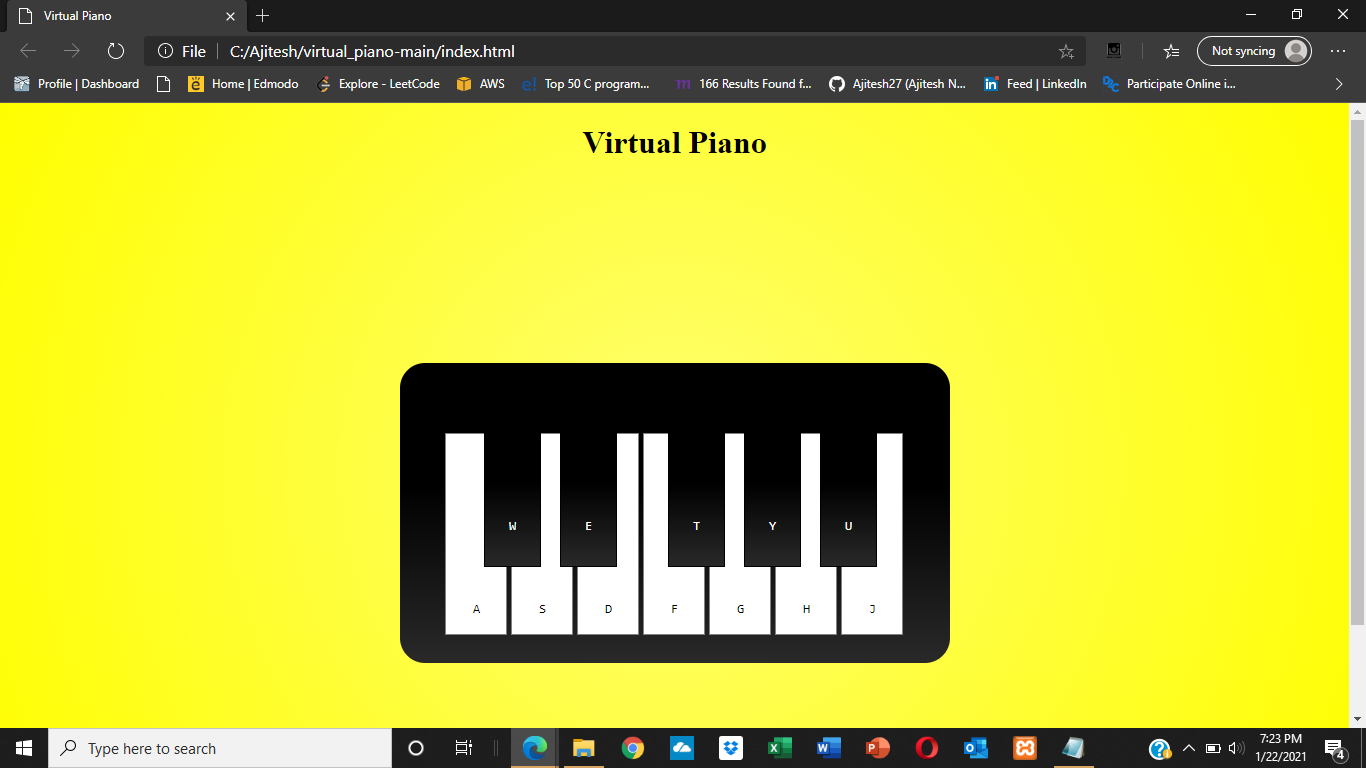 Virtual Piano
File
C:/Ajitesh/virtual_piano-main/index.html
Not syncing
Profile | Dashboard
Home | Edmodo
Explore - LeetCode
AWS
Top 50 C program...
166 Results Found f...
Ajitesh27 (Ajitesh N...
Feed | LinkedIn
Participate Online i...
Virtual Piano
W E T Y U
A S D F G H J
Type here to search
7:23 PM
1/22/2021
4